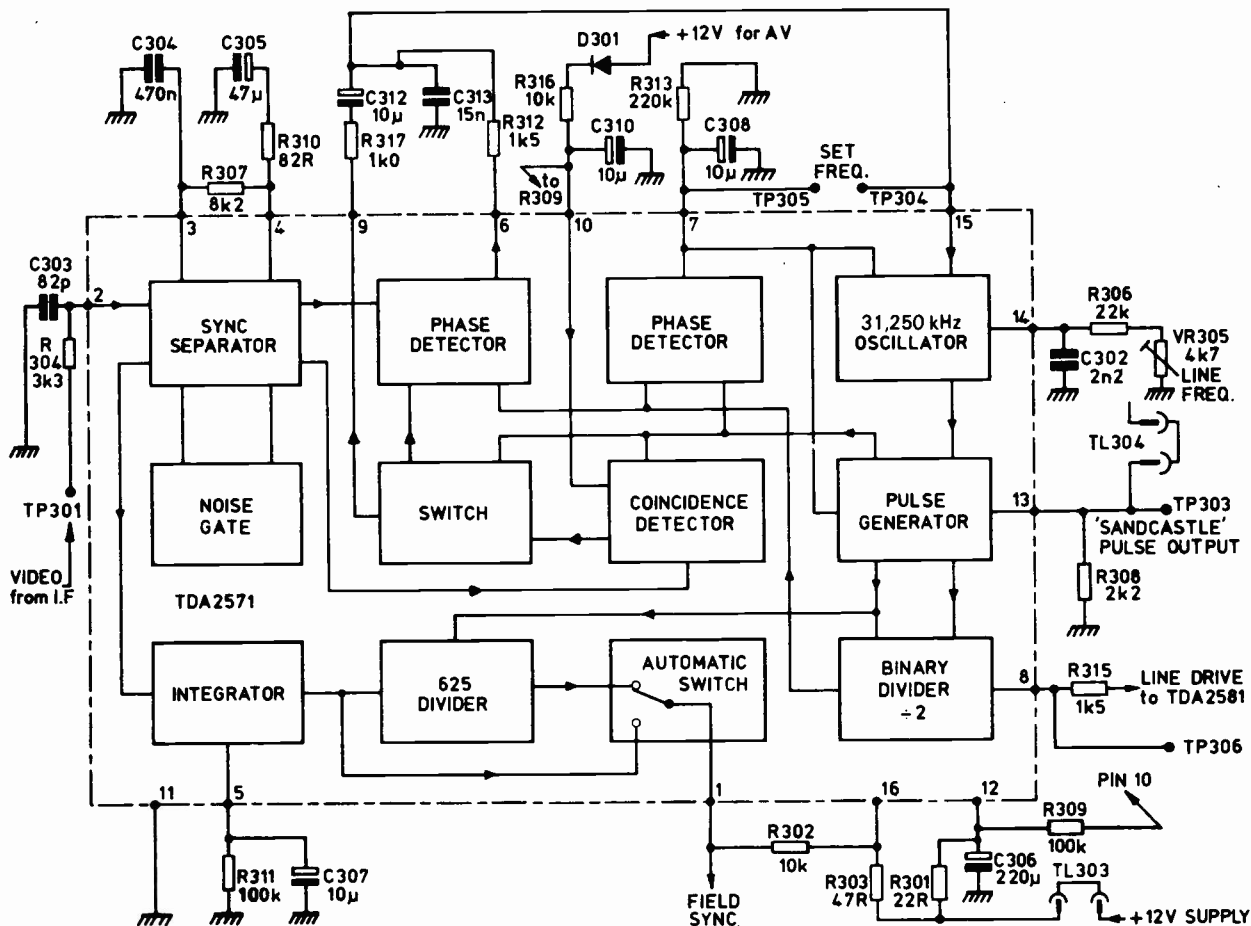 C304
470n
C305
47µ
R310
82R
R307
8k2
C312
10µ
R317
1k0
C313
15n
R312
1k5
D301
+12V for AV
R316
10k
C310
10µ
to
R309
R313
220k
C308
10µ
SET
FREQ.
TP305
TP304
3
4
9
6
10
7
15
C303
82p
2
R
304
3k3
TP301
VIDEO
from I.F
SYNC
SEPARATOR
PHASE
DETECTOR
PHASE
DETECTOR
31,250 kHz
OSCILLATOR
14
R306
22k
C302
2n2
VR305
4k7
LINE
FREQ.
TL304
NOISE
GATE
SWITCH
COINCIDENCE
DETECTOR
PULSE
GENERATOR
13
TP303
'SANDCASTLE'
PULSE OUTPUT
R308
2k2
TDA2571
INTEGRATOR
625
DIVIDER
AUTOMATIC
SWITCH
BINARY
DIVIDER
÷2
8
R315
1k5
LINE DRIVE
to TDA2581
TP306
11
5
1
16
12
PIN 10
R311
100k
C307
10µ
FIELD
SYNC.
R302
10k
R303
47R
R301
22R
C306
220µ
R309
100k
TL303
+12V SUPPLY